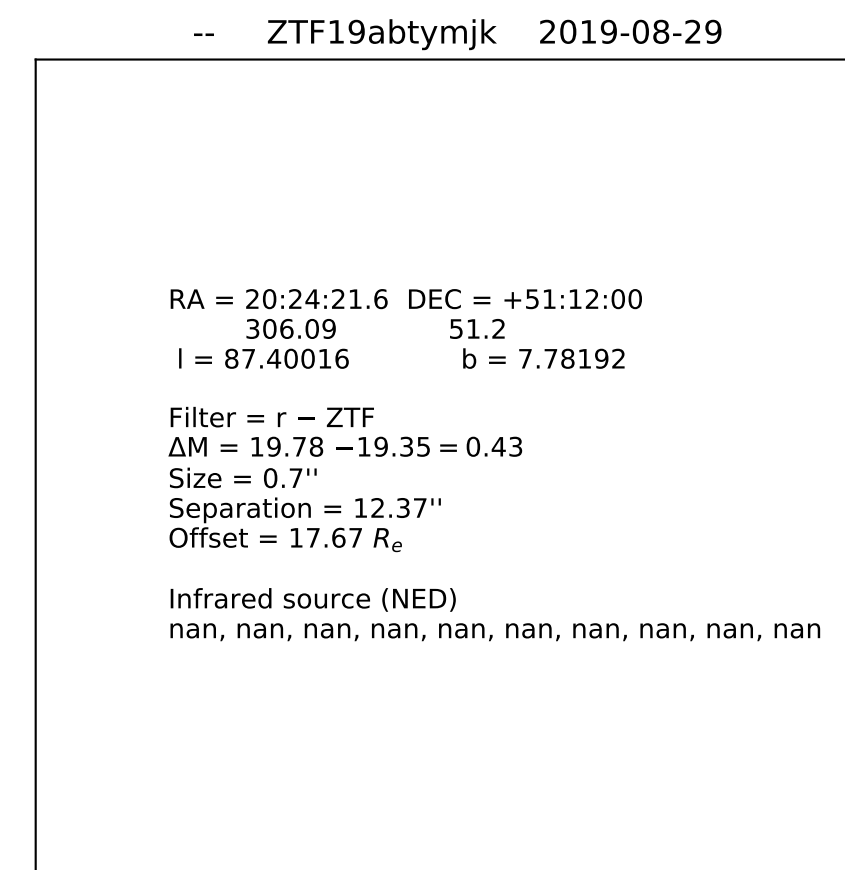 -- ZTF19abtymjk 2019-08-29
RA = 20:24:21.6 DEC = +51:12:00
306.09 51.2
l = 87.40016 b = 7.78192
Filter = r − ZTF
ΔM = 19.78 −19.35 = 0.43
Size = 0.7''
Separation = 12.37''
Offset = 17.67 Re
Infrared source (NED)
nan, nan, nan, nan, nan, nan, nan, nan, nan, nan